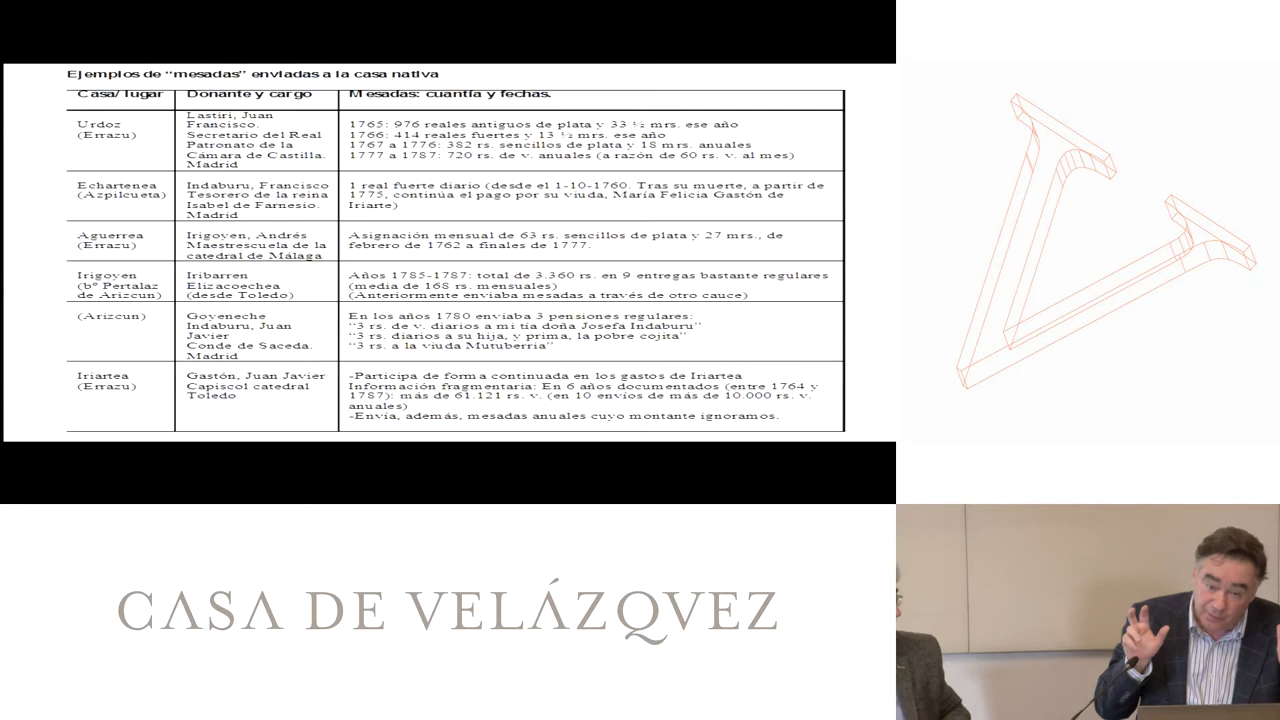 Ejemplos de “mesadas” enviadas a la casa nativa
Casa/ lugar
Donante y cargo
Mesadas: cuantía y fechas.
Urdoz
(Errazu)
Lastiri, Juan
Francisco.
Secretario del Real
Patronato de la
Cámara de Castilla.
Madrid
1765: 976 reales antiguos de plata y 33 ½ mrs. ese año
1766: 414 reales fuertes y 13 ½ mrs. ese año
1767 a 1776: 382 rs. sencillos de plata y 18 mrs. anuales
1777 a 1787: 720 rs. de v. anuales (a razón de 60 rs. v. al mes)
Echartenea
(Azpilcueta)
Indaburu, Francisco
Tesorero de la reina
Isabel de Farnesio.
Madrid
1 real fuerte diario (desde el 1-10-1760. Tras su muerte, a partir de
1775, continúa el pago por su viuda, María Felicia Gastón de
Iriarte)
Aguerrea
(Errazu)
Irigoyen, Andrés
Maestrescuela de la
catedral de Málaga
Asignación mensual de 63 rs. sencillos de plata y 27 mrs., de
febrero de 1762 a finales de 1777.
Irigoyen
(bº Pertalaz
de Arizcun)
Iribarren
Elizacoechea
(desde Toledo)
Años 1785-1787: total de 3.360 rs. en 9 entregas bastante regulares
(media de 168 rs. mensuales)
(Anteriormente enviaba mesadas a través de otro cauce)
(Arizcun)
Goyeneche
Indaburu, Juan
Javier
Conde de Saceda.
Madrid
En los años 1780 enviaba 3 pensiones regulares:
“3 rs. de v. diarios a mi tía doña Josefa Indaburu”
“3 rs. diarios a su hija, y prima, la pobre cojita”
“3 rs. a la viuda Mutuberria”
Iriartea
(Errazu)
Gastón, Juan Javier
Capiscol catedral
Toledo
-Participa de forma continuada en los gastos de Iriartea
Información fragmentaria: En 6 años documentados (entre 1764 y
1787): más de 61.121 rs. v. (en 10 envíos de más de 10.000 rs. v.
anuales)
-Envía, además, mesadas anuales cuyo montante ignoramos.
CASA DE VELÁZQVEZ